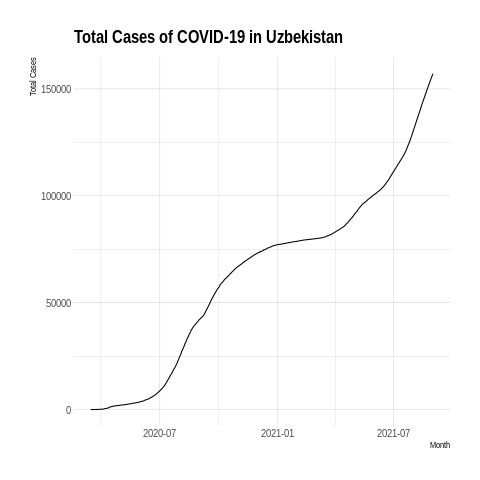 Total Cases of COVID-19 in Uzbekistan
Total Cases
150000
100000
50000
0
2020-07 2021-01 2021-07
Month